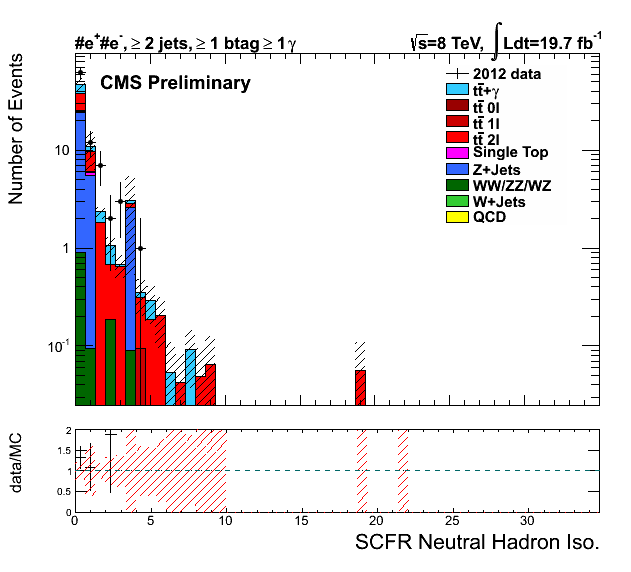 #e⁺#e⁻, ≥ 2 jets, ≥ 1 btag ≥ 1 γ
√s=8 TeV, ∫Ldt=19.7 fb⁻¹
CMS Preliminary
2012 data
tt̄+γ
tt̄ 0l
tt̄ 1l
tt̄ 2l
Single Top
Z+Jets
WW/ZZ/WZ
W+Jets
QCD
Number of Events
10
1
10⁻¹
data/MC
2
1.5
1
0.5
0
0 5 10 15 20 25 30
SCFR Neutral Hadron Iso.